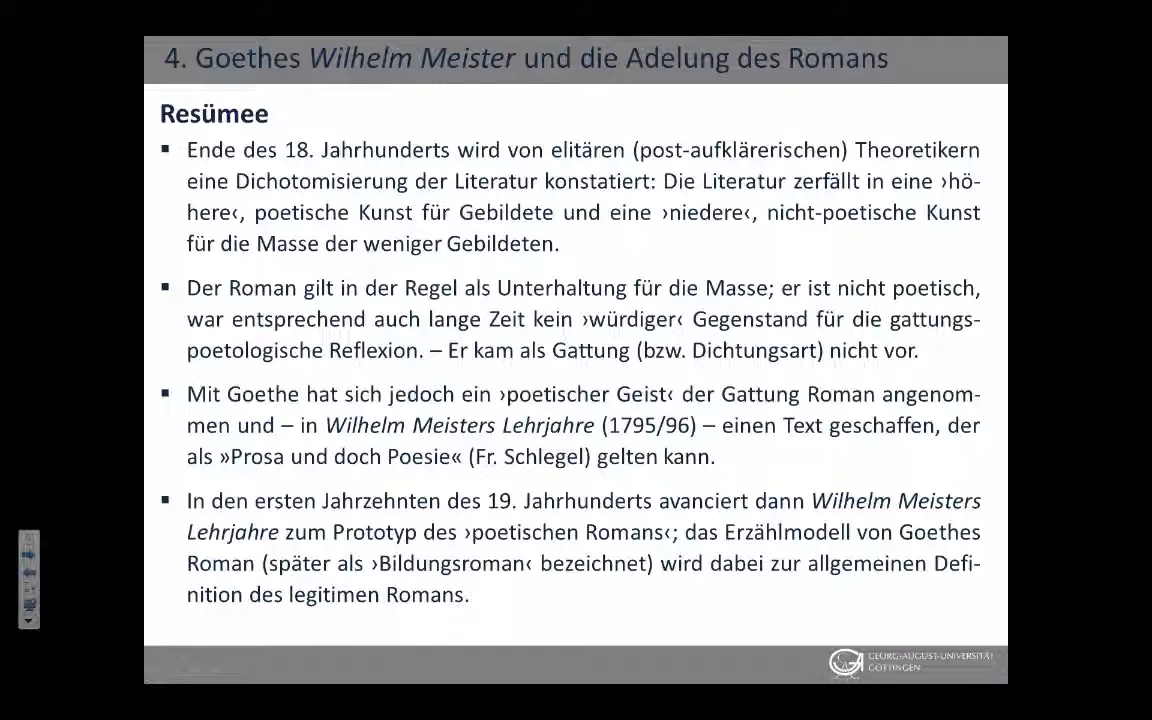 4. Goethes Wilhelm Meister und die Adelung des Romans
Resümee
▪ Ende des 18. Jahrhunderts wird von elitären (post-aufklärerischen) Theoretikern
eine Dichotomisierung der Literatur konstatiert: Die Literatur zerfällt in eine ›hö-
here‹, poetische Kunst für Gebildete und eine ›niedere‹, nicht-poetische Kunst
für die Masse der weniger Gebildeten.
▪ Der Roman gilt in der Regel als Unterhaltung für die Masse; er ist nicht poetisch,
war entsprechend auch lange Zeit kein ›würdiger‹ Gegenstand für die gattungs-
poetologische Reflexion. – Er kam als Gattung (bzw. Dichtungsart) nicht vor.
▪ Mit Goethe hat sich jedoch ein ›poetischer Geist‹ der Gattung Roman angenom-
men und – in Wilhelm Meisters Lehrjahre (1795/96) – einen Text geschaffen, der
als »Prosa und doch Poesie« (Fr. Schlegel) gelten kann.
▪ In den ersten Jahrzehnten des 19. Jahrhunderts avanciert dann Wilhelm Meisters
Lehrjahre zum Prototyp des ›poetischen Romans‹; das Erzählmodell von Goethes
Roman (später als ›Bildungsroman‹ bezeichnet) wird dabei zur allgemeinen Defi-
nition des legitimen Romans.
GEORG-AUGUST-UNIVERSITÄT
GÖTTINGEN